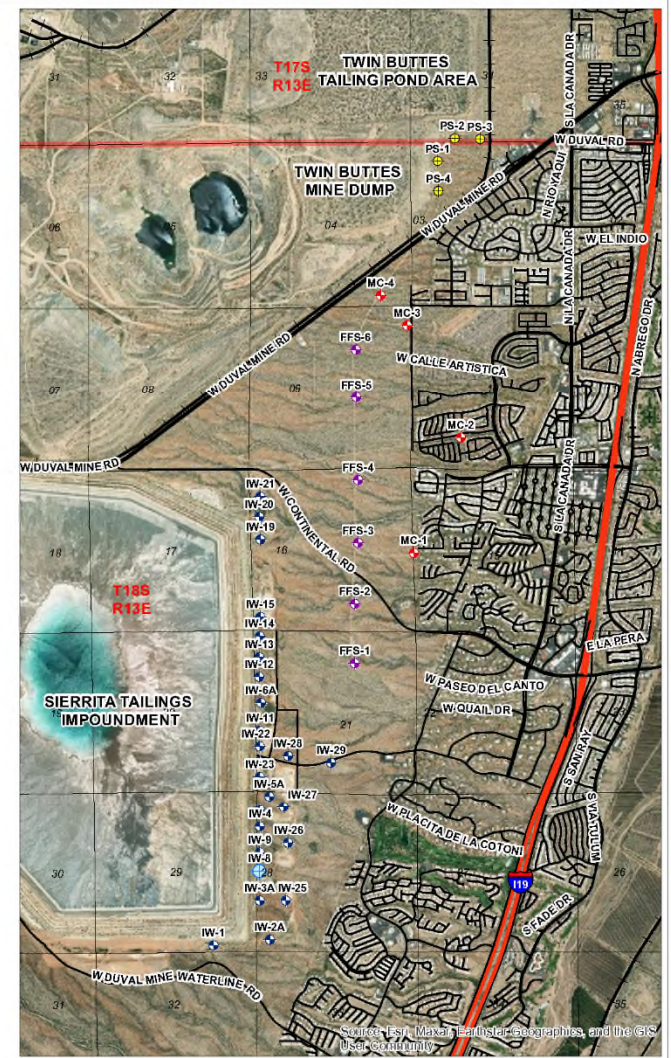 31
32
33
T17S
R13E
TWIN BUTTES
TAILING POND AREA
S LA CANADA DR
35
PS-2
PS-3
W DUVAL RD
PS-1
TWIN BUTTES
MINE DUMP
PS-4
N RIO YAQUI
W DUVAL MINE RD
04
03
W EL INDIO
N LA CANADA DR
MC-4
MC-3
N ABREGO DR
FFS-6
W CALLE ARTISTICA
W DUVAL MINE RD
07
08
09
FFS-5
MC-2
W DUVAL MINE RD
FFS-4
S LA CANADA DR
IW-21
IW-20
IW-19
W CONTINENTAL RD
FFS-3
MC-1
18
17
16
T18S
R13E
FFS-2
IW-15
IW-14
IW-13
IW-12
E LA PERA
FFS-1
W PASEO DEL CANTO
IW-6A
SIERRITA TAILINGS
IMPOUNDMENT
W QUAIL DR
IW-11
21
IW-22
IW-28
IW-29
S SAN RAY
IW-23
IW-5A
IW-27
S VIA TULUM
IW-4
W PLACITA DE LA COTONI
IW-26
IW-9
IW-8
30
29
28
26
I19
IW-3A
IW-25
S FADE DR
IW-1
IW-2A
W DUVAL MINE WATERLINE RD
31
32
35
Source: Esri, Maxar, Earthstar Geographics, and the GIS
User Community